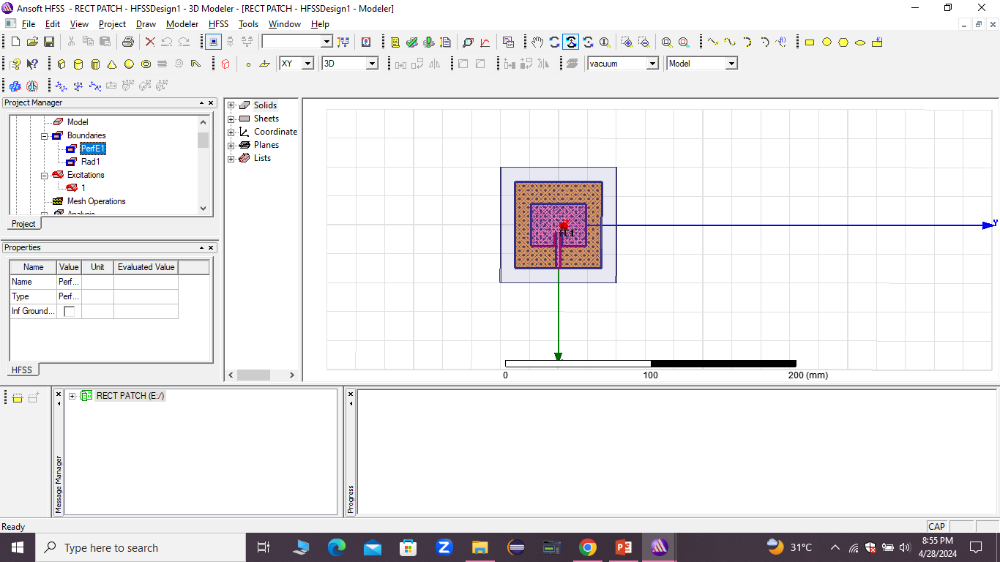 Ansoft HFSS - RECT PATCH - HFSSDesign1 - 3D Modeler - [RECT PATCH - HFSSDesign1 - Modeler]
File Edit View Project Draw Modeler HFSS Tools Window Help
XY 3D vacuum Model
Project Manager
Model
Boundaries
PerfE1
Rad1
Excitations
1
Mesh Operations
Analysis
Project
Properties
Name Value Unit Evaluated Value
Name Perf...
Type Perf...
Inf Ground...
HFSS
Solids
Sheets
Coordinate
Planes
Lists
Y
0 100 200 (mm)
Message Manager
RECT PATCH (E:/)
Progress
Ready
CAP
Type here to search
31°C
8:55 PM
4/28/2024